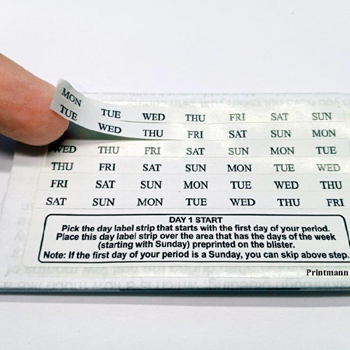 MON TUE WED THU FRI SAT SUN
TUE WED THU FRI SAT SUN MON
WED THU FRI SAT SUN MON TUE
THU FRI SAT SUN MON TUE WED
FRI SAT SUN MON TUE WED THU
SAT SUN MON TUE WED THU FRI
DAY 1 START
Pick the day label strip that starts with the first day of your period.
Place this day label strip over the area that has the days of the week
(starting with Sunday) preprinted on the blister.
Note: If the first day of your period is a Sunday, you can skip above step.
Printmann